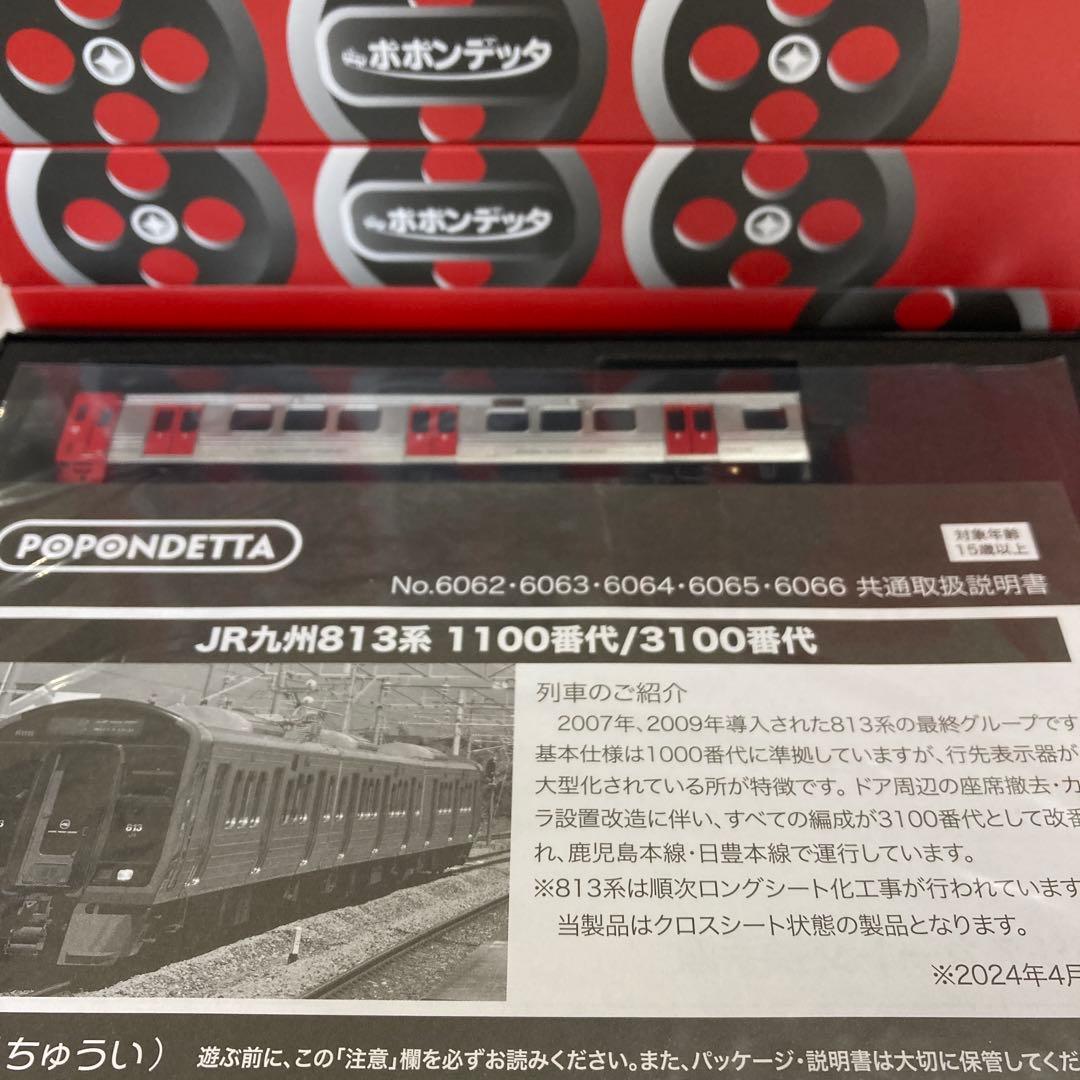 ポポンデッタ
ポポンデッタ
POPONDETTA
対象年齢
15歳以上
No.6062・6063・6064・6065・6066 共通取扱説明書
JR九州813系 1100番代/3100番代
列車のご紹介
2007年、2009年導入された813系の最終グループです
基本仕様は1000番代に準拠していますが、行先表示器が
大型化されている所が特徴です。ドア周辺の座席撤去・カ
ラ設置改造に伴い、すべての編成が3100番代として改番
れ、鹿児島本線・日豊本線で運行しています。
※813系は順次ロングシート化工事が行われています
当製品はクロスシート状態の製品となります。
※2024年4月
813
ちゅうい） 遊ぶ前に、この「注意」欄を必ずお読みください。また、パッケージ・説明書は大切に保管してくだ